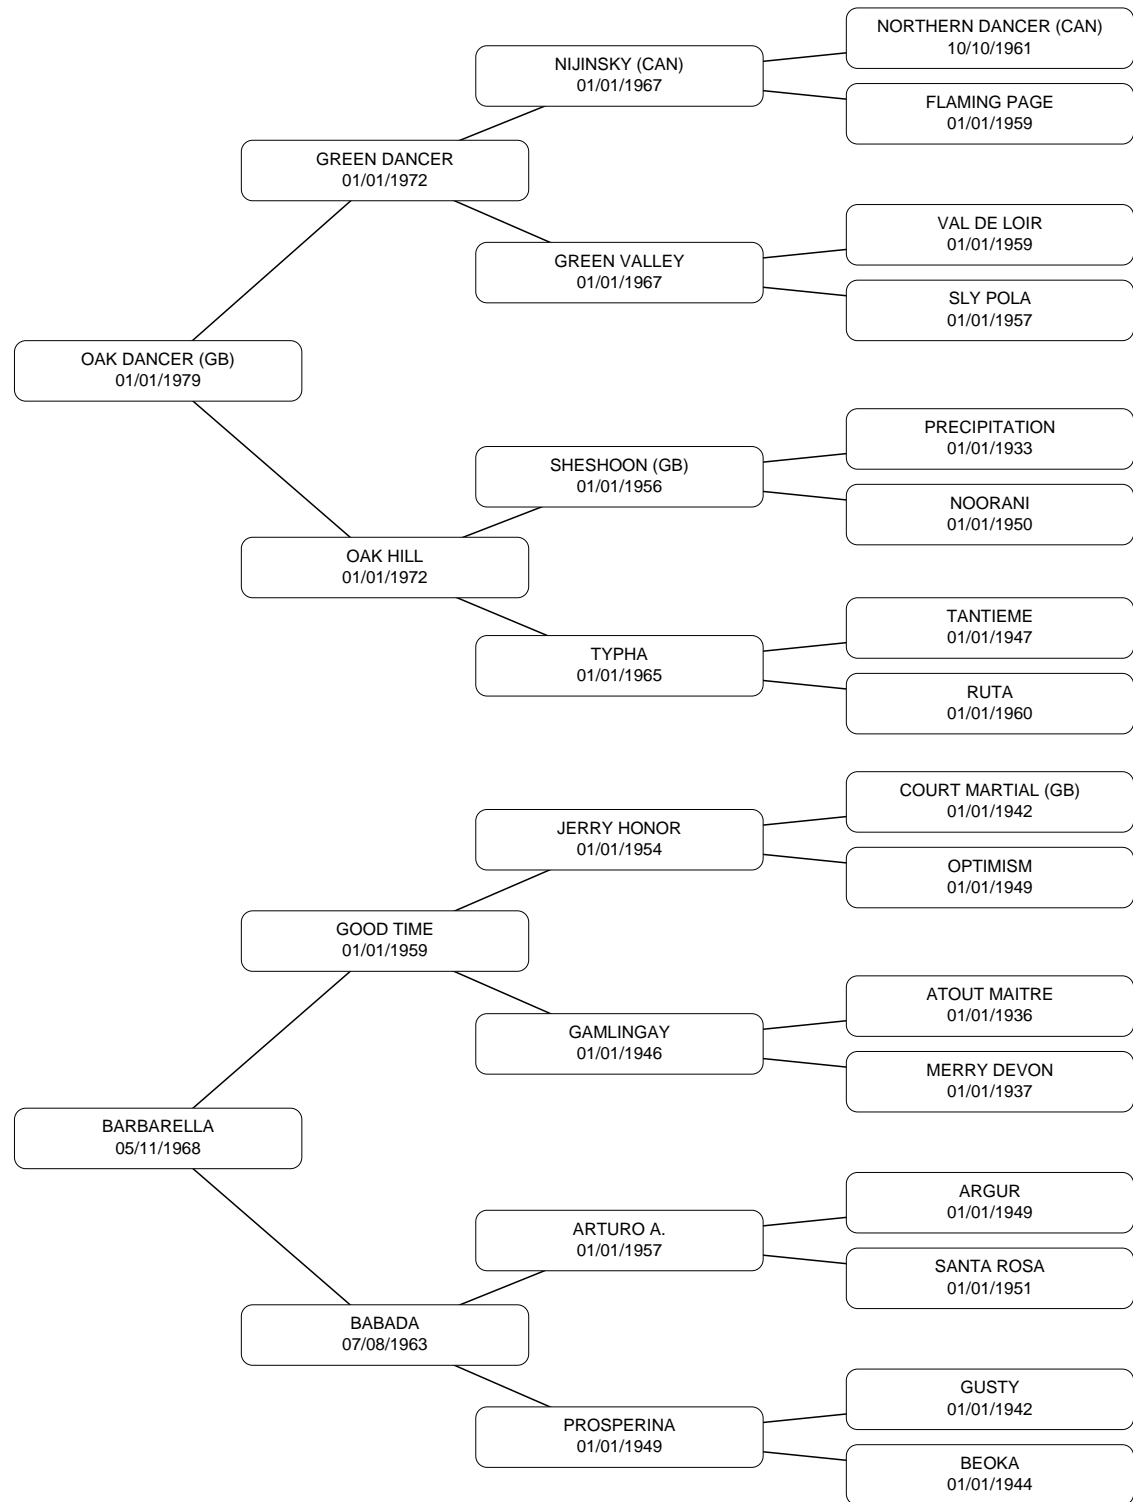 NORTHERN DANCER (CAN)
10/10/1961
NIJINSKY (CAN)
01/01/1967
FLAMING PAGE
01/01/1959
GREEN DANCER
01/01/1972
VAL DE LOIR
01/01/1959
GREEN VALLEY
01/01/1967
SLY POLA
01/01/1957
OAK DANCER (GB)
01/01/1979
PRECIPITATION
01/01/1933
SHESHOON (GB)
01/01/1956
NOORANI
01/01/1950
OAK HILL
01/01/1972
TANTIEME
01/01/1947
TYPHA
01/01/1965
RUTA
01/01/1960
COURT MARTIAL (GB)
01/01/1942
JERRY HONOR
01/01/1954
OPTIMISM
01/01/1949
GOOD TIME
01/01/1959
ATOUT MAITRE
01/01/1936
GAMLINGAY
01/01/1946
MERRY DEVON
01/01/1937
BARBARELLA
05/11/1968
ARGUR
01/01/1949
ARTURO A.
01/01/1957
SANTA ROSA
01/01/1951
BABADA
07/08/1963
GUSTY
01/01/1942
PROSPERINA
01/01/1949
BEOKA
01/01/1944